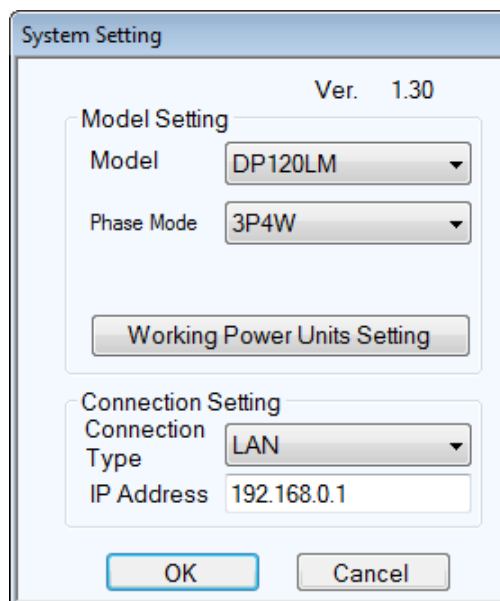 System Setting
Ver. 1.30
Model Setting
Model DP120LM
Phase Mode 3P4W
Working Power Units Setting
Connection Setting
Connection
Type LAN
IP Address 192.168.0.1
OK Cancel